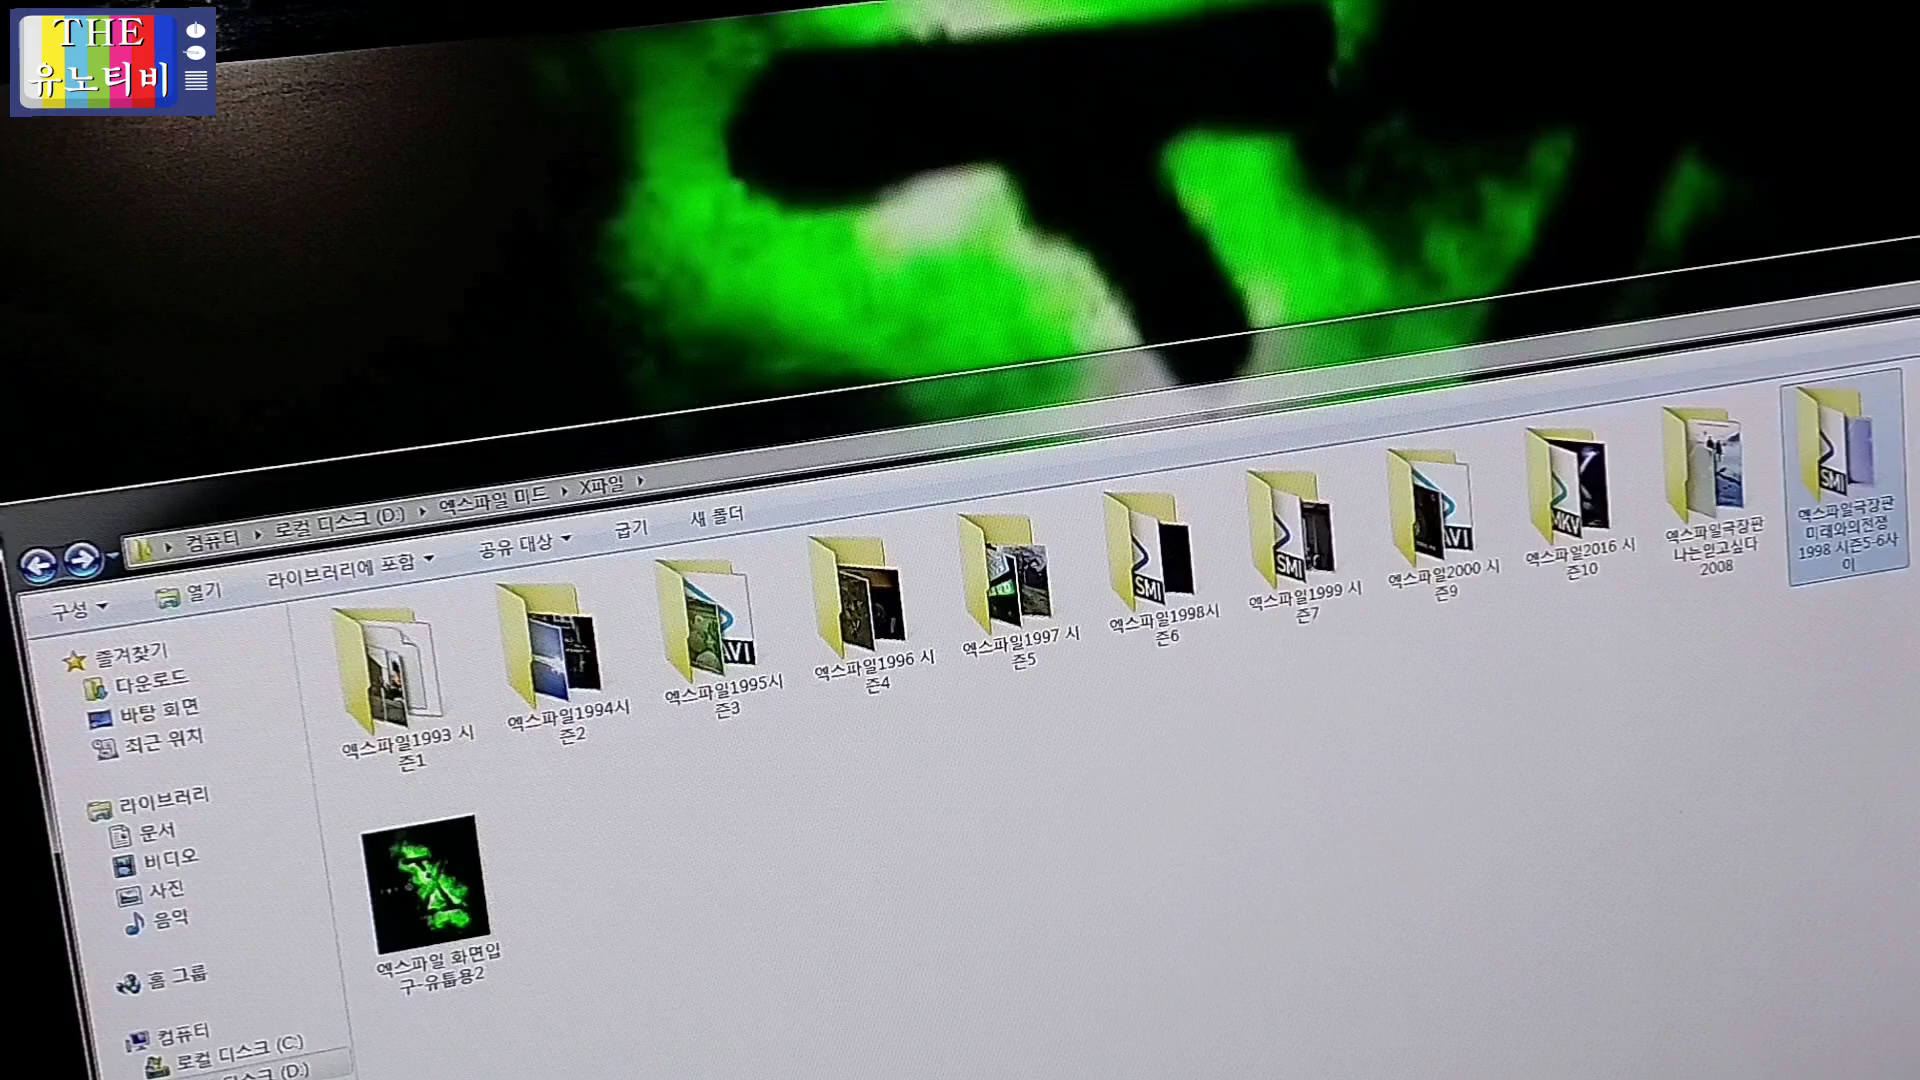 THE
유노티비
컴퓨터 로컬 디스크 (D:) 엑스파일 미드 X파일
구성 열기 라이브러리에 포함 공유 대상 굽기 새 폴더
즐겨찾기
다운로드
바탕 화면
최근 위치
라이브러리
문서
비디오
사진
음악
홈 그룹
컴퓨터
로컬 디스크 (C:)
디스크 (D:)
엑스파일1993 시
즌1
엑스파일1994시
즌2
AVI
엑스파일1995시
즌3
엑스파일1996 시
즌4
엑스파일1997 시
즌5
SMI
엑스파일1998시
즌6
SMI
엑스파일1999 시
즌7
AVI
엑스파일2000 시
즌9
MKV
엑스파일2016 시
즌10
엑스파일극장판
나는믿고싶다
2008
SMI
엑스파일극장판
미래와의전쟁
1998 시즌5-6사
이
엑스파일 화면입
구-유튭용2